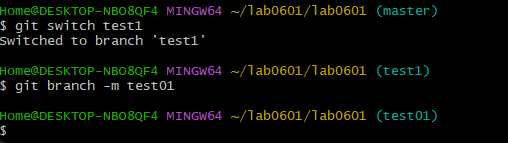 Home@DESKTOP-NBO8QF4 MINGW64 ~/lab0601/lab0601 (master)
$ git switch test1
Switched to branch 'test1'
Home@DESKTOP-NBO8QF4 MINGW64 ~/lab0601/lab0601 (test1)
$ git branch -m test01
Home@DESKTOP-NBO8QF4 MINGW64 ~/lab0601/lab0601 (test01)
$